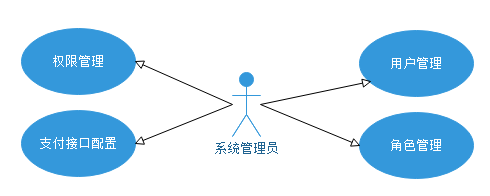 权限管理
用户管理
支付接口配置
系统管理员
角色管理